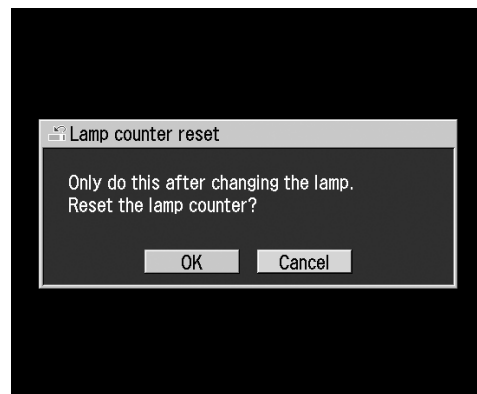 Lamp counter reset
Only do this after changing the lamp.
Reset the lamp counter?
OK Cancel